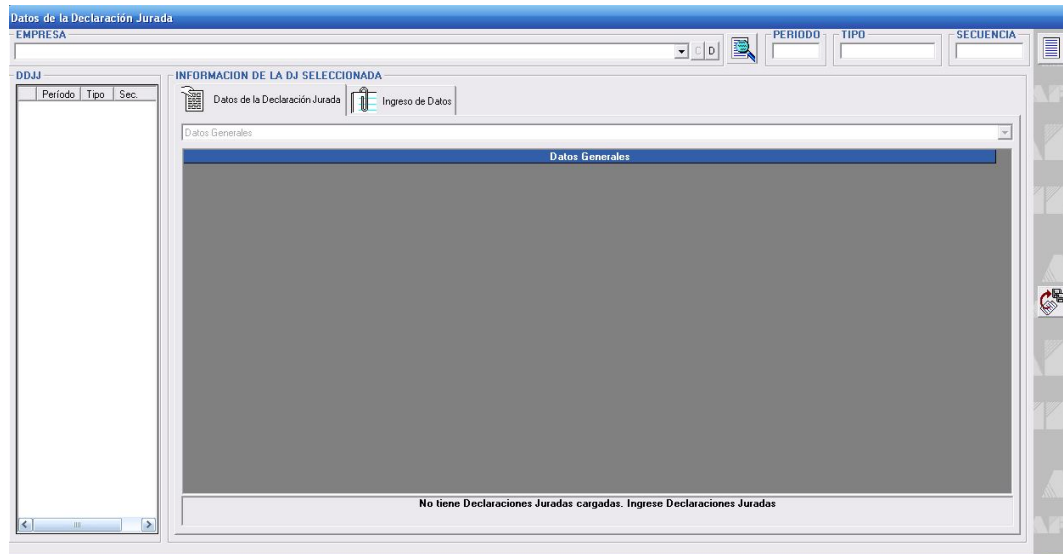 Datos de la Declaración Jurada
EMPRESA
C D
PERIODO
TIPO
SECUENCIA
DDJJ
Período Tipo Sec.
INFORMACION DE LA DJ SELECCIONADA
Datos de la Declaración Jurada Ingreso de Datos
Datos Generales
Datos Generales
No tiene Declaraciones Juradas cargadas. Ingrese Declaraciones Juradas